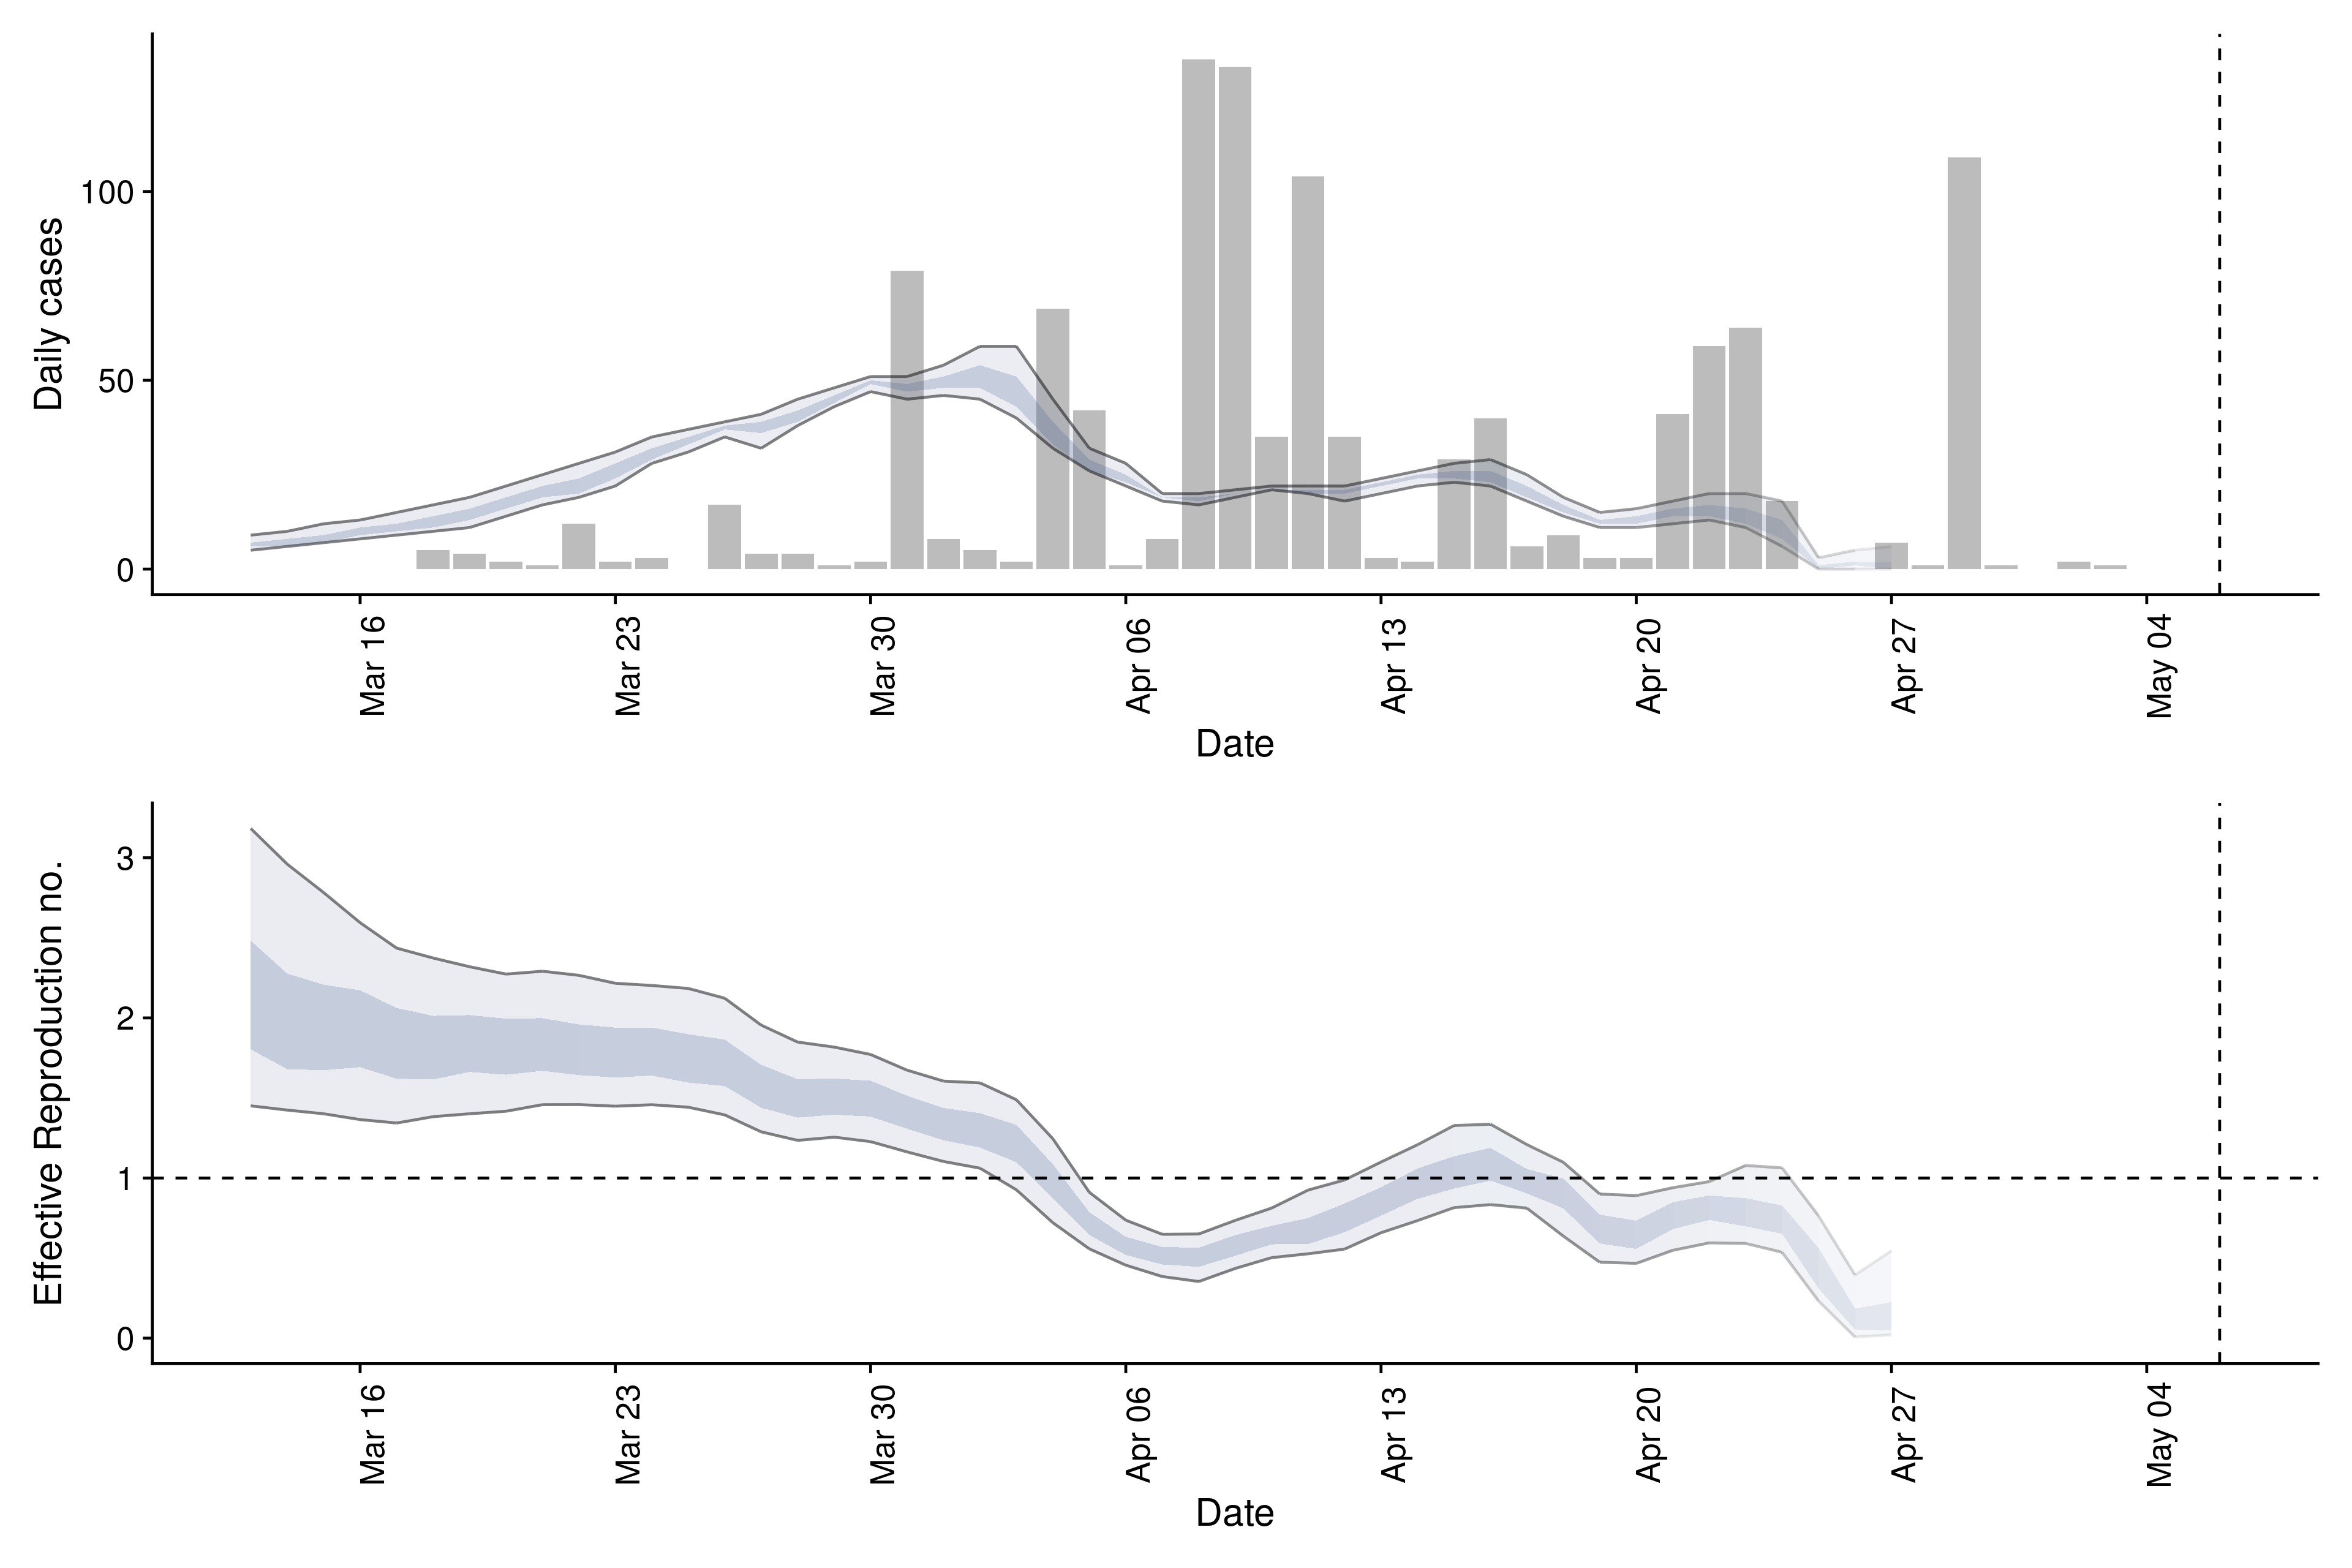 Daily cases
100
50
0
Mar 16
Mar 23
Mar 30
Apr 06
Apr 13
Apr 20
Apr 27
May 04
Date
Effective Reproduction no.
3
2
1
0
Mar 16
Mar 23
Mar 30
Apr 06
Apr 13
Apr 20
Apr 27
May 04
Date